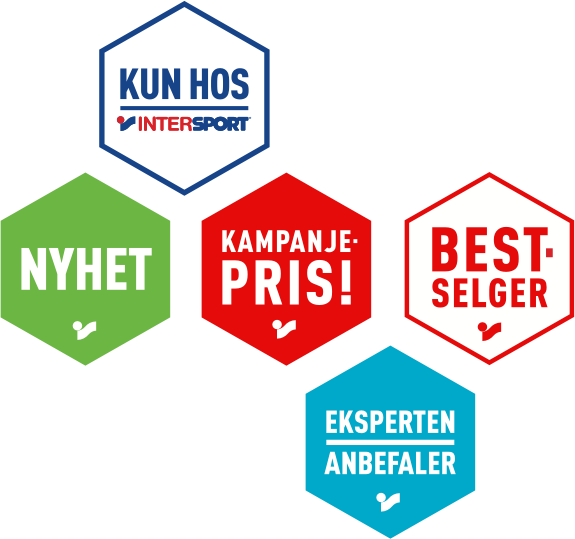 KUN HOS
INTERSPORT
NYHET
KAMPANJE-
PRIS!
BEST-
SELGER
EKSPERTEN
ANBEFALER